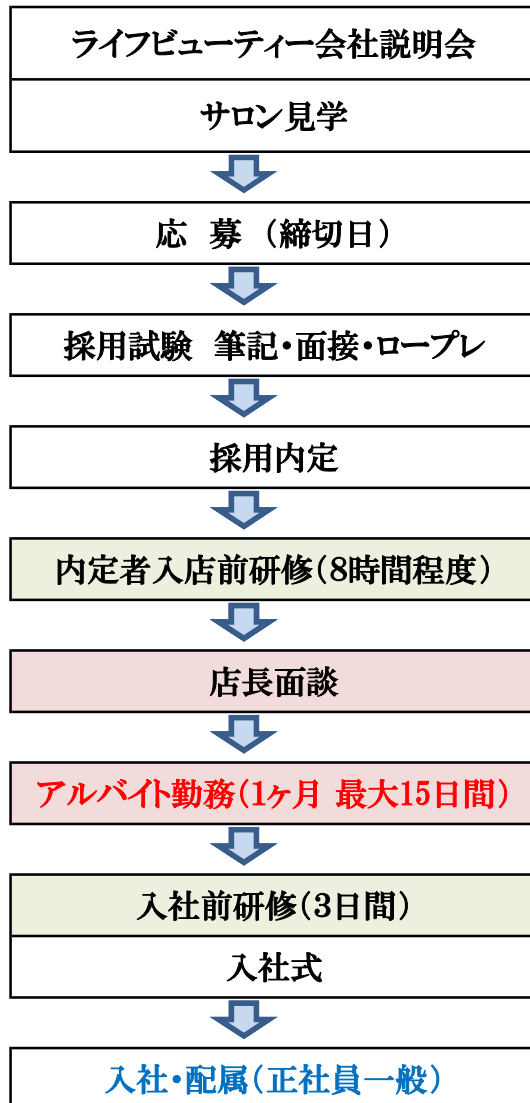 ライフビューティー会社説明会
サロン見学
応 募 （締切日）
採用試験 筆記・面接・ロープレ
採用内定
内定者入店前研修（8時間程度）
店長面談
アルバイト勤務（1ヶ月 最大15日間）
入社前研修（3日間）
入社式
入社・配属（正社員一般）